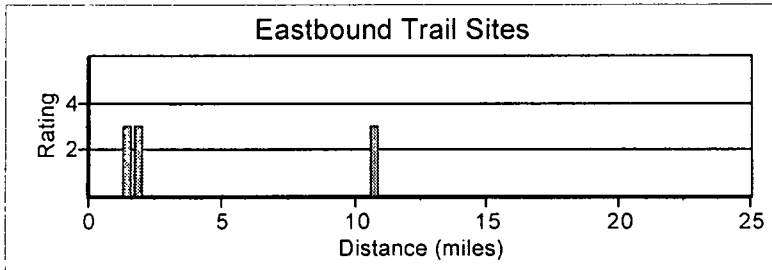 Eastbound Trail Sites
Rating
4
2
0 5 10 15 20 25
Distance (miles)